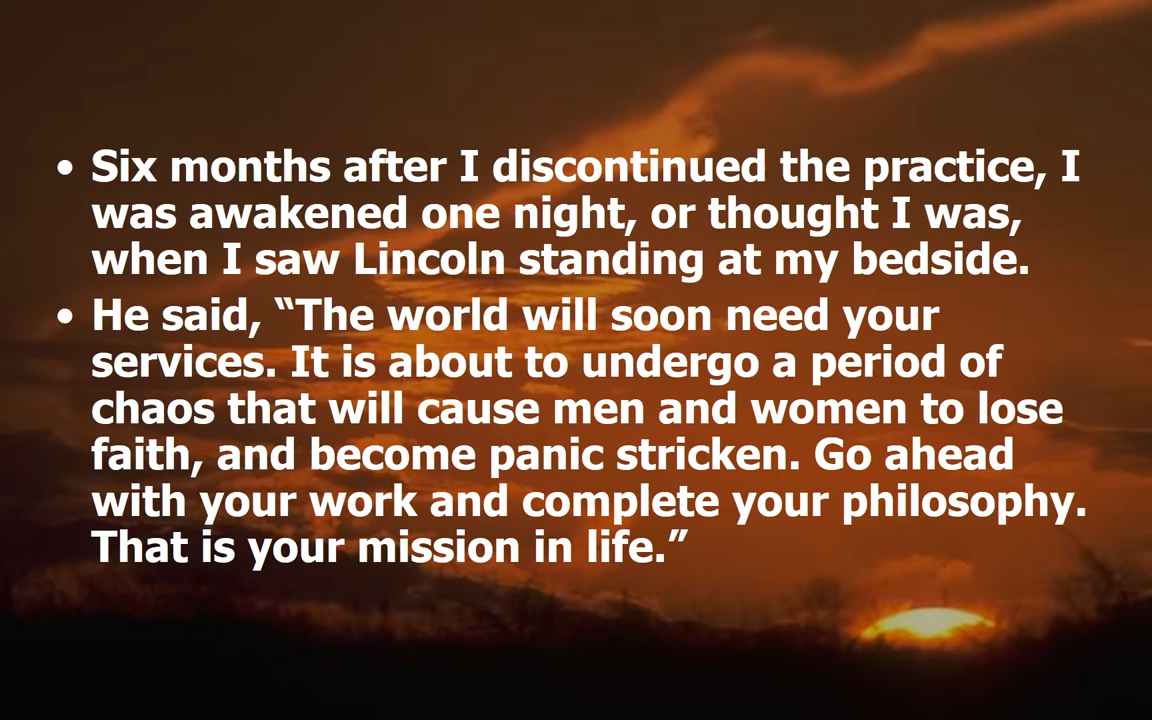 • Six months after I discontinued the practice, I
was awakened one night, or thought I was,
when I saw Lincoln standing at my bedside.
• He said, “The world will soon need your
services. It is about to undergo a period of
chaos that will cause men and women to lose
faith, and become panic stricken. Go ahead
with your work and complete your philosophy.
That is your mission in life.”